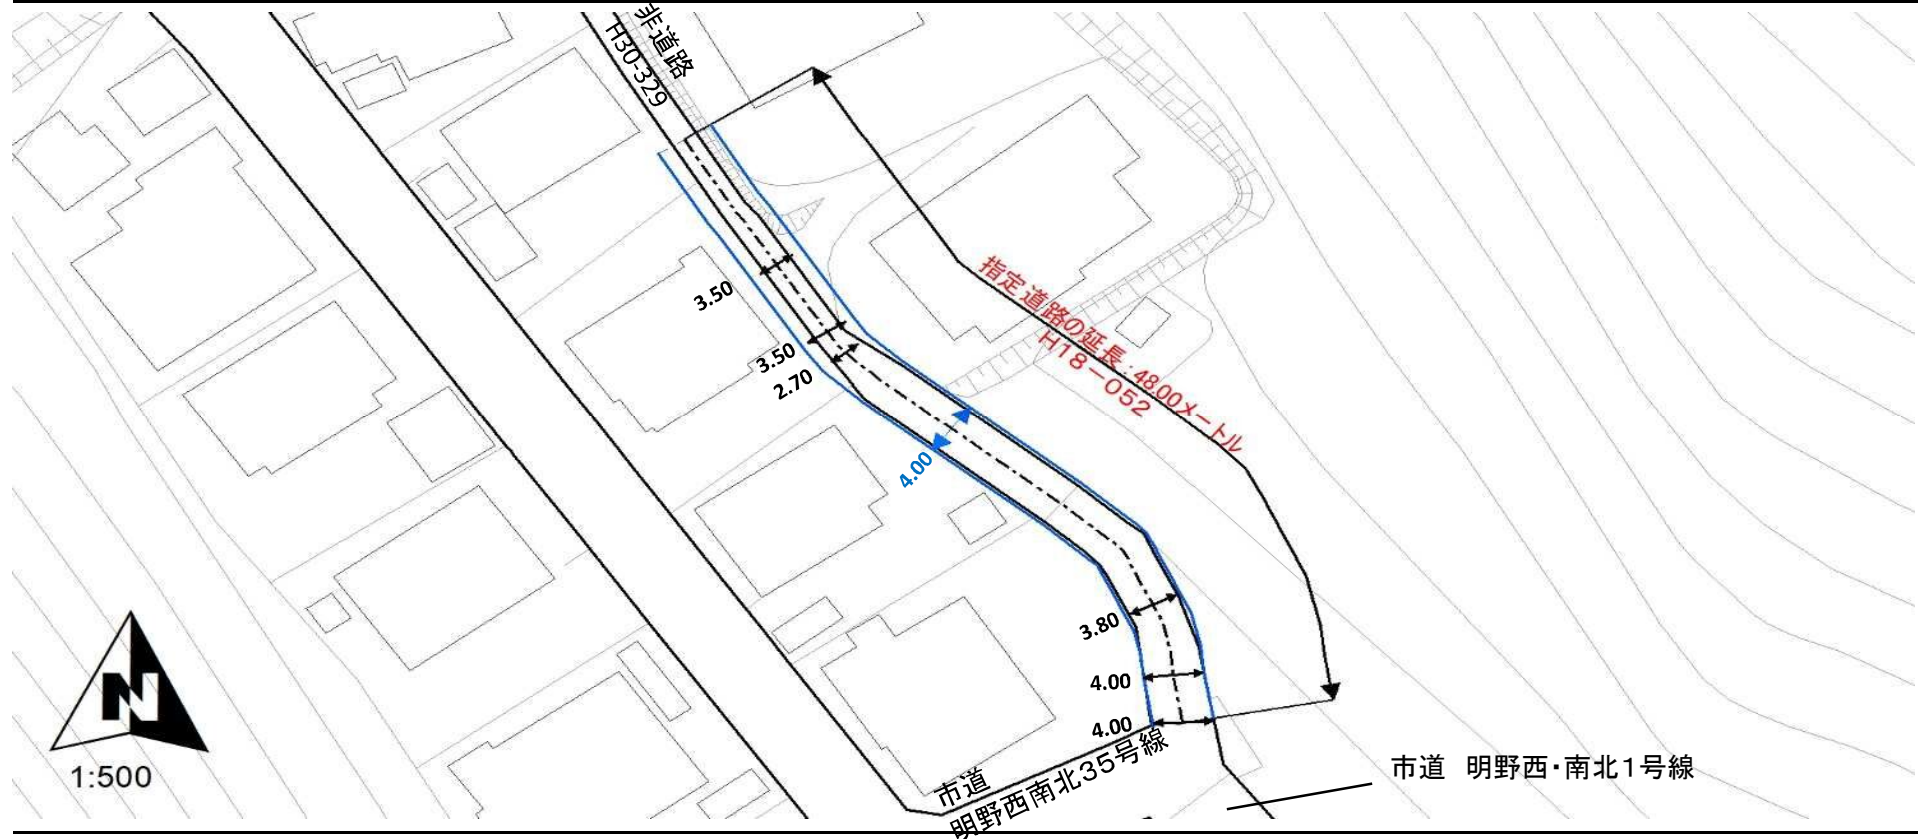 非道路
H30-329
3.50
指定道路の延長：48.00メートル
H18－052
3.50
2.70
4.00
3.80
4.00
4.00
市道
明野西南北35号線
市道　明野西・南北1号線
N
1:500